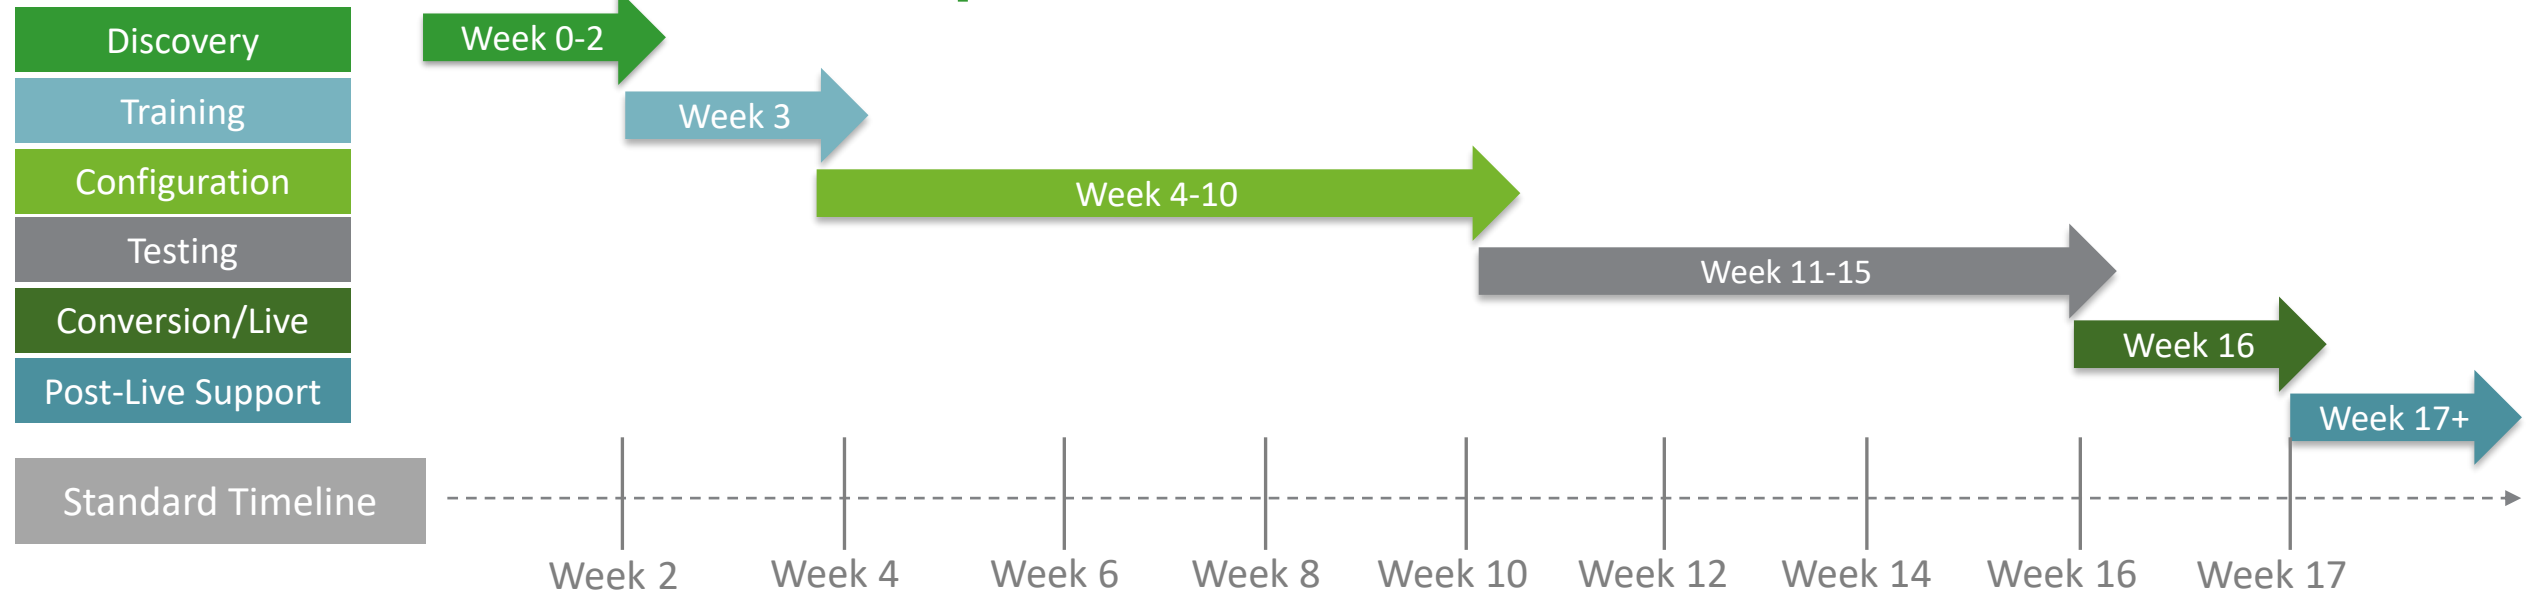 Discovery
Week 0-2
Training
Week 3
Configuration
Week 4-10
Testing
Week 11-15
Conversion/Live
Week 16
Post-Live Support
Week 17+
Standard Timeline
Week 2
Week 4
Week 6
Week 8
Week 10
Week 12
Week 14
Week 16
Week 17